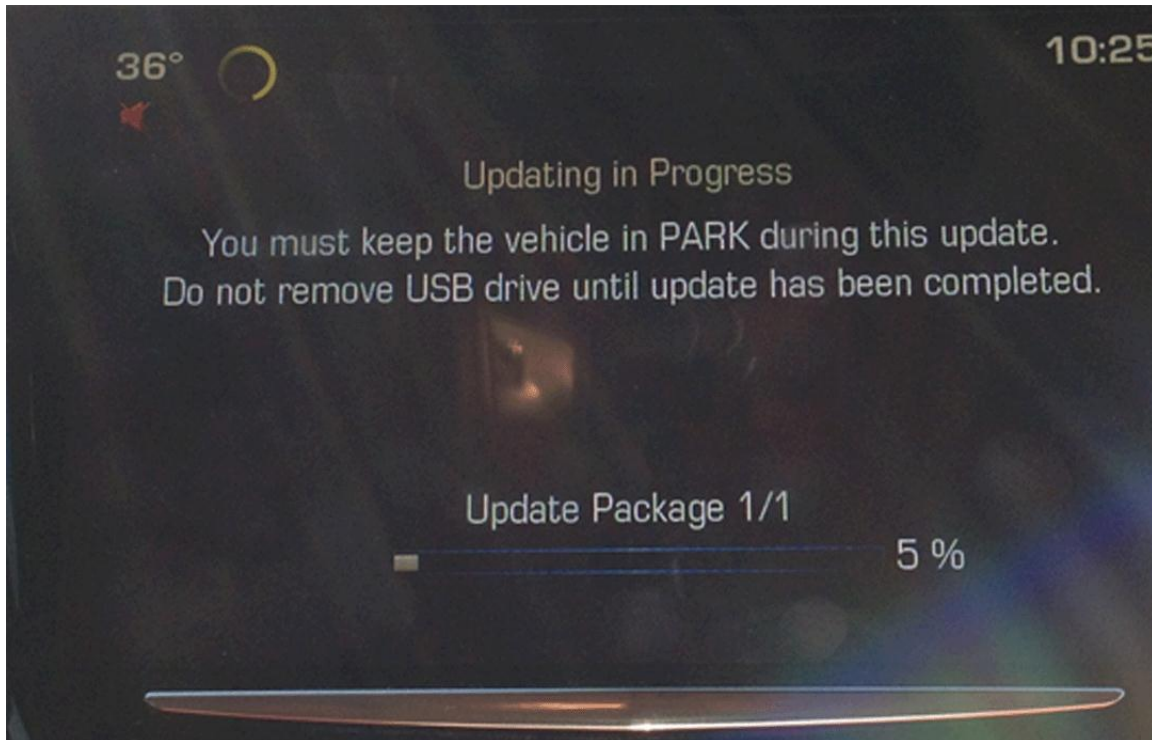 36°
10:25
Updating in Progress
You must keep the vehicle in PARK during this update.
Do not remove USB drive until update has been completed.
Update Package 1/1
5 %